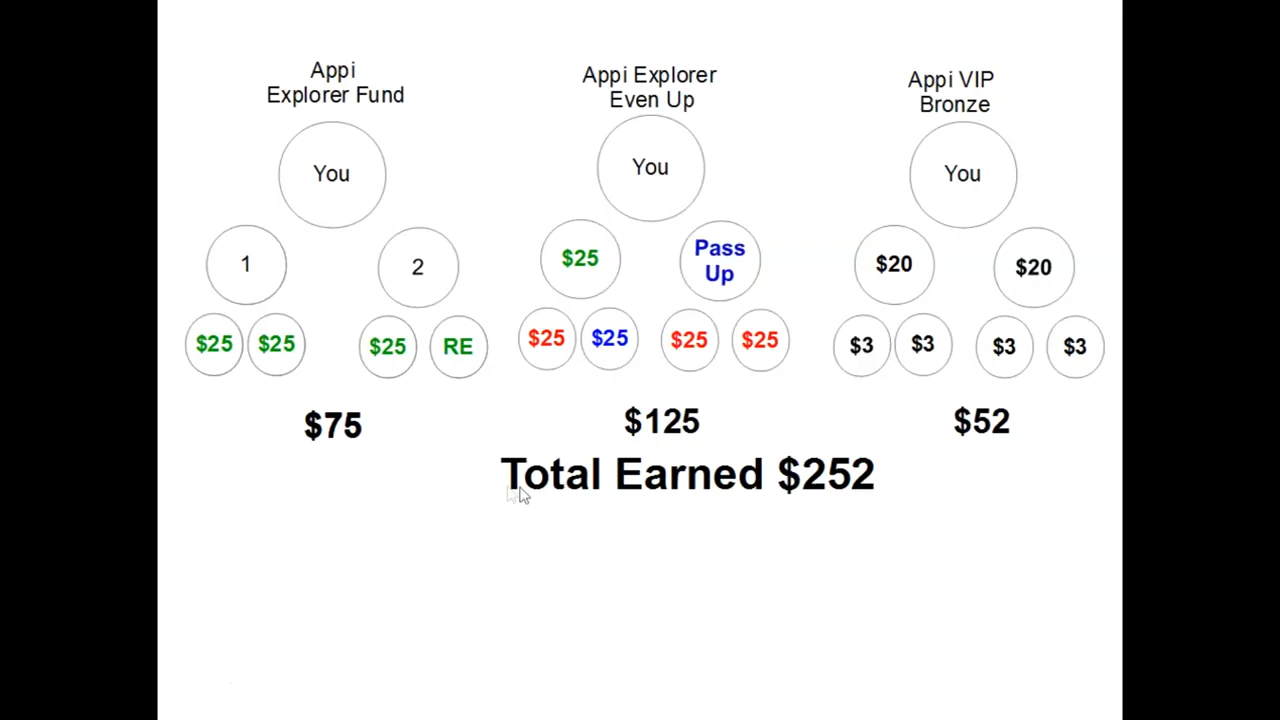 Appi
Explorer Fund
You
1
2
$25
$25
$25
RE
$75
Appi Explorer
Even Up
You
$25
Pass
Up
$25
$25
$25
$25
$125
Appi VIP
Bronze
You
$20
$20
$3
$3
$3
$3
$52
Total Earned $252